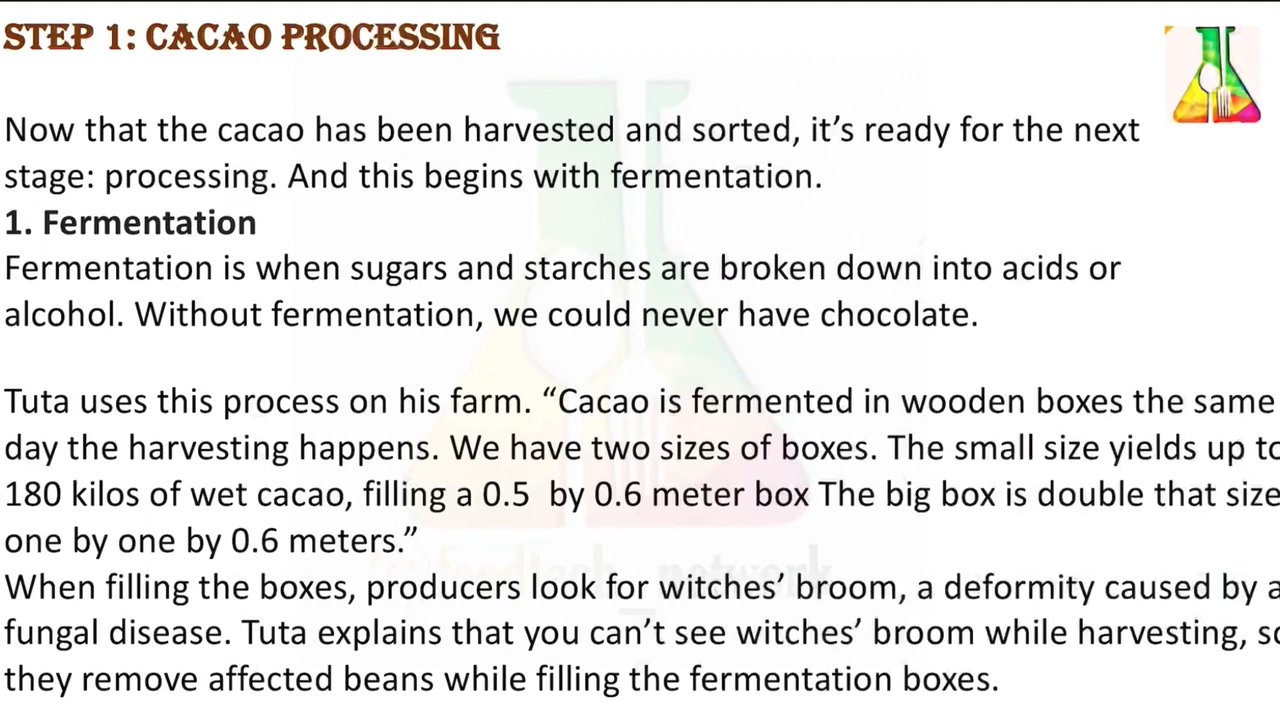 STEP 1: CACAO PROCESSING
Now that the cacao has been harvested and sorted, it’s ready for the next
stage: processing. And this begins with fermentation.
1. Fermentation
Fermentation is when sugars and starches are broken down into acids or
alcohol. Without fermentation, we could never have chocolate.
Tuta uses this process on his farm. “Cacao is fermented in wooden boxes the same
day the harvesting happens. We have two sizes of boxes. The small size yields up to
180 kilos of wet cacao, filling a 0.5 by 0.6 meter box The big box is double that size
one by one by 0.6 meters.”
When filling the boxes, producers look for witches’ broom, a deformity caused by a
fungal disease. Tuta explains that you can’t see witches’ broom while harvesting, so
they remove affected beans while filling the fermentation boxes.